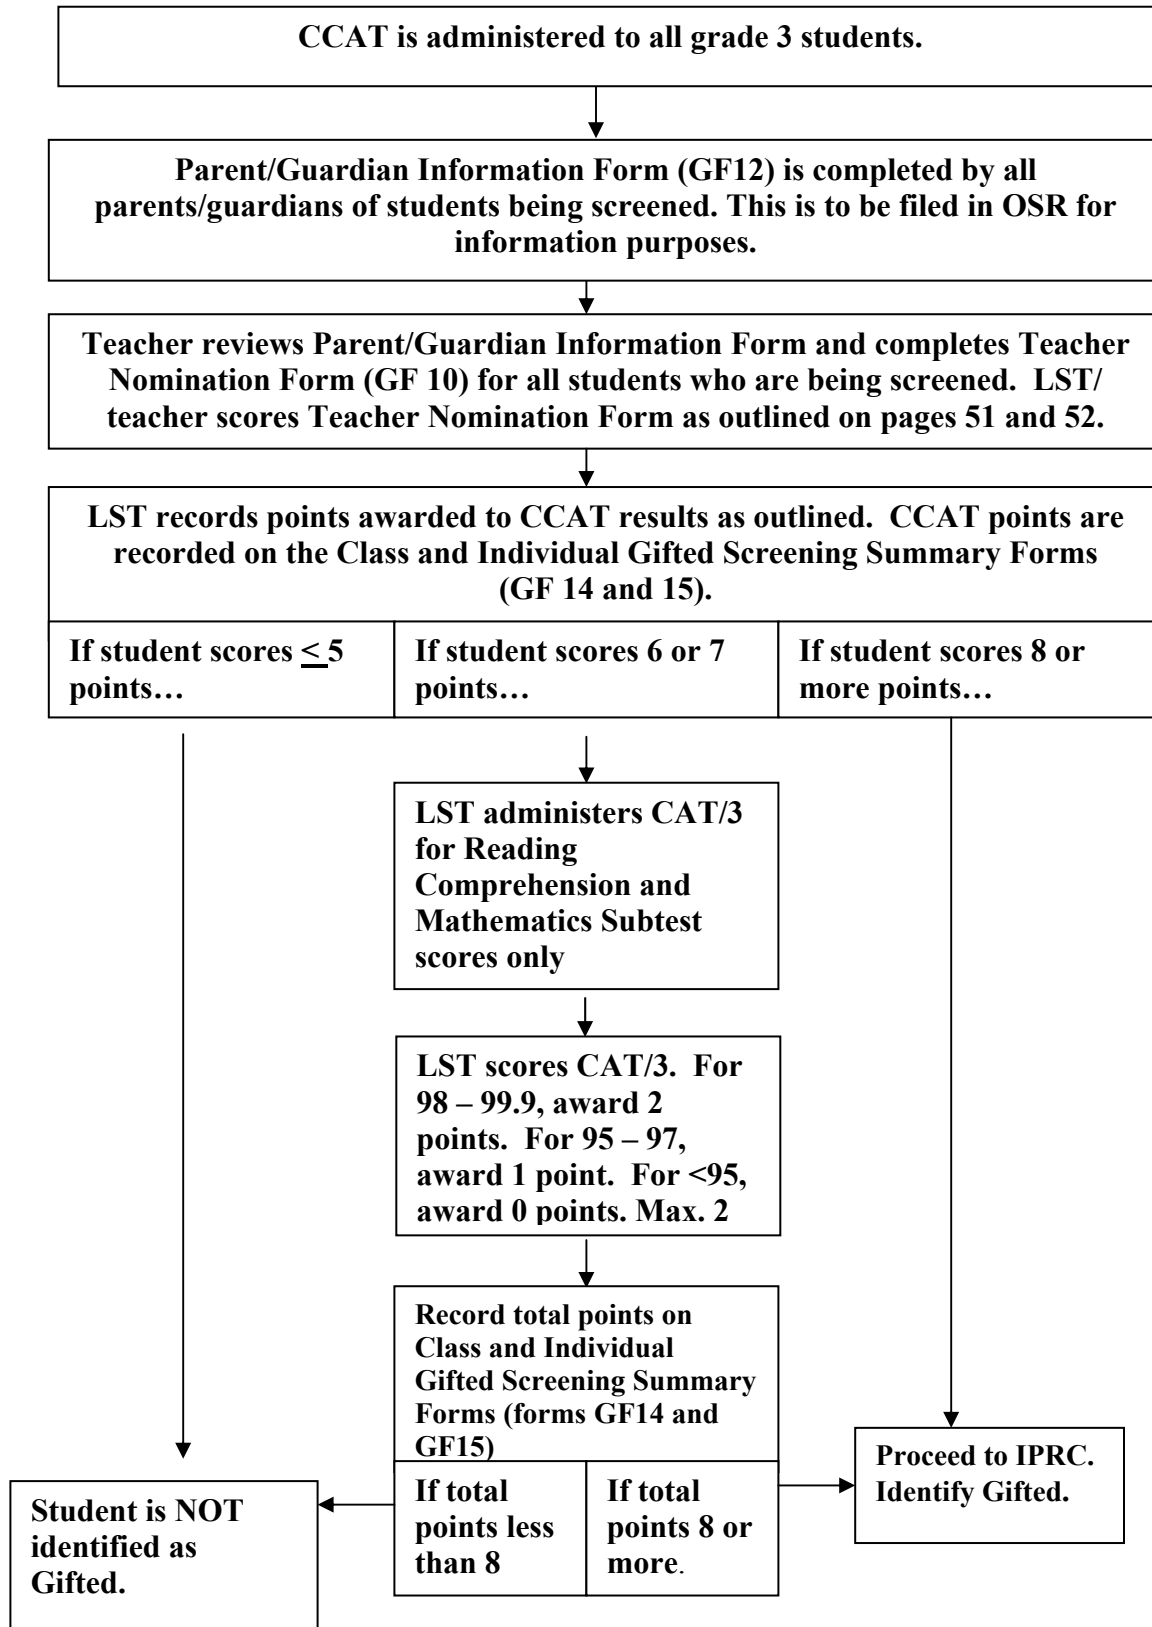 CCAT is administered to all grade 3 students.
Parent/Guardian Information Form (GF12) is completed by all
parents/guardians of students being screened. This is to be filed in OSR for
information purposes.
Teacher reviews Parent/Guardian Information Form and completes Teacher
Nomination Form (GF 10) for all students who are being screened.  LST/
teacher scores Teacher Nomination Form as outlined on pages 51 and 52.
LST records points awarded to CCAT results as outlined.  CCAT points are
recorded on the Class and Individual Gifted Screening Summary Forms
(GF 14 and 15).
If student scores < 5
points…
If student scores 6 or 7
points…
If student scores 8 or
more points…
LST administers CAT/3
for Reading
Comprehension and
Mathematics Subtest
scores only
LST scores CAT/3.  For
98 – 99.9, award 2
points.  For 95 – 97,
award 1 point.  For <95,
award 0 points. Max. 2
Record total points on
Class and Individual
Gifted Screening Summary
Forms (forms GF14 and
GF15)
If total
points less
than 8
If total
points 8 or
more.
Proceed to IPRC.
Identify Gifted.
Student is NOT
identified as
Gifted.